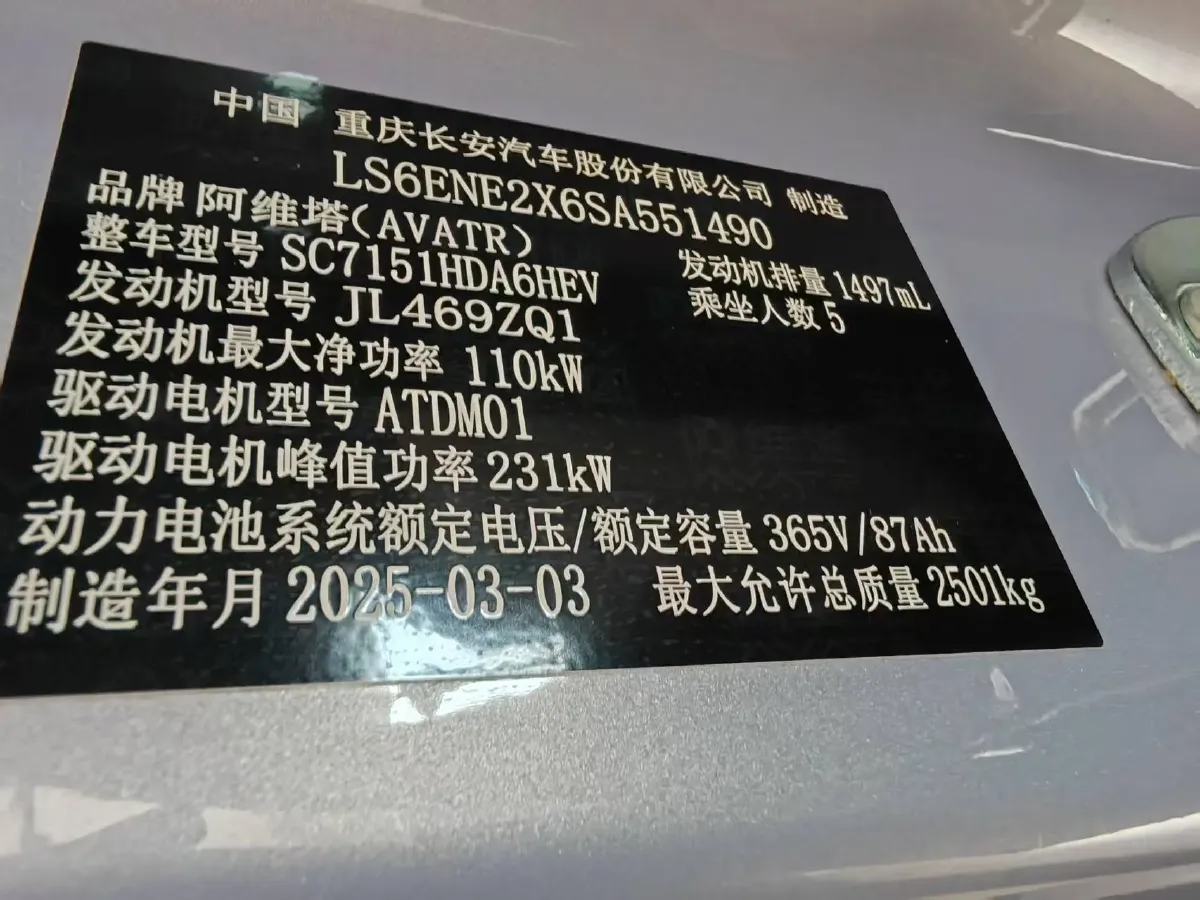 中国 重庆长安汽车股份有限公司 制造
LS6ENE2X6SA551490
品牌 阿维塔(AVATR)
整车型号 SC7151HDA6HEV 发动机排量 1497mL
发动机型号 JL469ZQ1 乘坐人数 5
发动机最大净功率 110kW
驱动电机型号 ATDM01
驱动电机峰值功率 231kW
动力电池系统额定电压/额定容量 365V/87Ah
制造年月 2025-03-03 最大允许总质量 2501kg